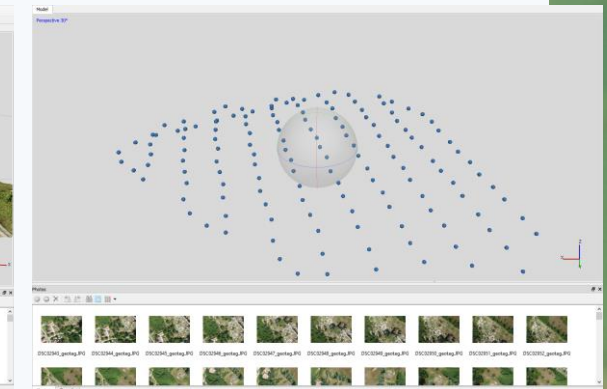 Model
Perspective 30°
Photos
DSC02943_geotag.JPG DSC02944_geotag.JPG DSC02945_geotag.JPG DSC02946_geotag.JPG DSC02947_geotag.JPG DSC02948_geotag.JPG DSC02949_geotag.JPG DSC02950_geotag.JPG DSC02951_geotag.JPG DSC02952_geotag.JPG